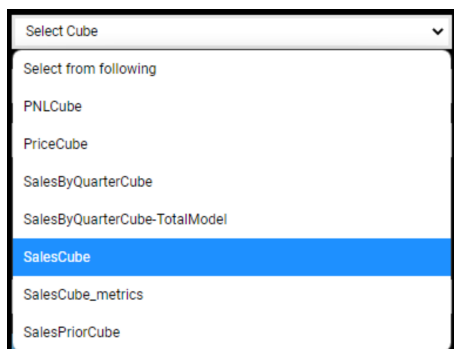 Select Cube
Select from following
PNLCube
PriceCube
SalesByQuarterCube
SalesByQuarterCube-TotalModel
SalesCube
SalesCube_metrics
SalesPriorCube